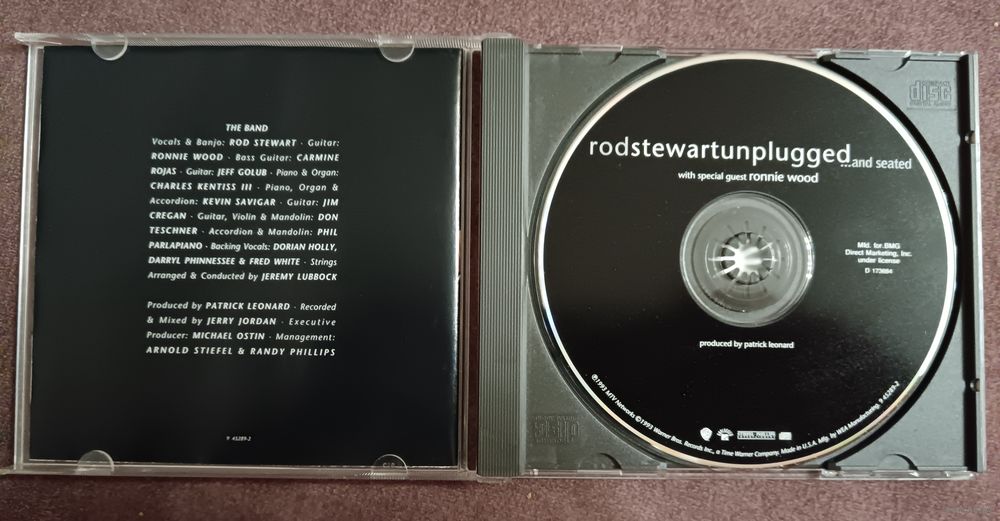 THE BAND
Vocals & Banjo: ROD STEWART · Guitar:
RONNIE WOOD · Bass Guitar: CARMINE
ROJAS · Guitar: JEFF GOLUB · Piano & Organ:
CHARLES KENTISS III · Piano, Organ &
Accordion: KEVIN SAVIGAR · Guitar: JIM
CREGAN · Guitar, Violin & Mandolin: DON
TESCHNER · Accordion & Mandolin: PHIL
PARLAPIANO · Backing Vocals: DORIAN HOLLY,
DARRYL PHINNESSEE & FRED WHITE · Strings
Arranged & Conducted by JEREMY LUBBOCK
Produced by PATRICK LEONARD · Recorded
& Mixed by JERRY JORDAN · Executive
Producer: MICHAEL OSTIN · Management:
ARNOLD STIEFEL & RANDY PHILLIPS
9 45289-2
COMPACT
disc
DIGITAL AUDIO
rodstewartunplugged
...and seated
with special guest ronnie wood
Mfd. for BMG
Direct Marketing, Inc.
under license
D 173884
produced by patrick leonard
℗1993 MTV Networks ©1993 Warner Bros. Records Inc., a Time Warner Company. Made in U.S.A. Mfg. by WEA Manufacturing. 9 45289-2